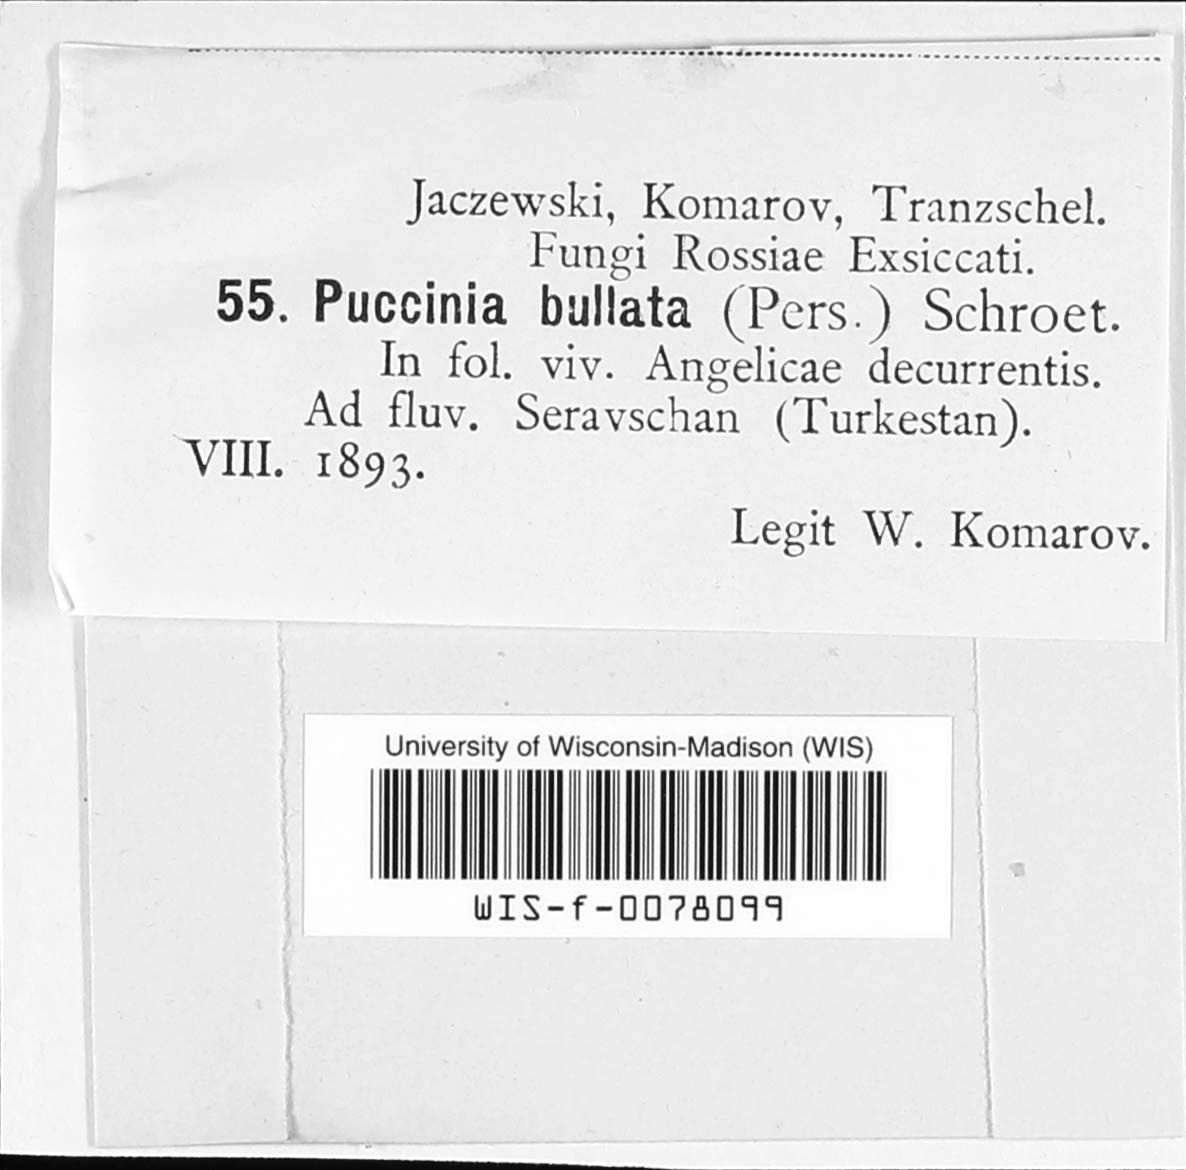 Jaczewski, Komarov, Tranzschel.
Fungi Rossiae Exsiccati.
55. Puccinia bullata (Pers.) Schroet.
In fol. viv. Angelicae decurrentis.
Ad fluv. Seravschan (Turkestan).
VIII. 1893.
Legit W. Komarov.
University of Wisconsin-Madison (WIS)
WIS-f-0078099